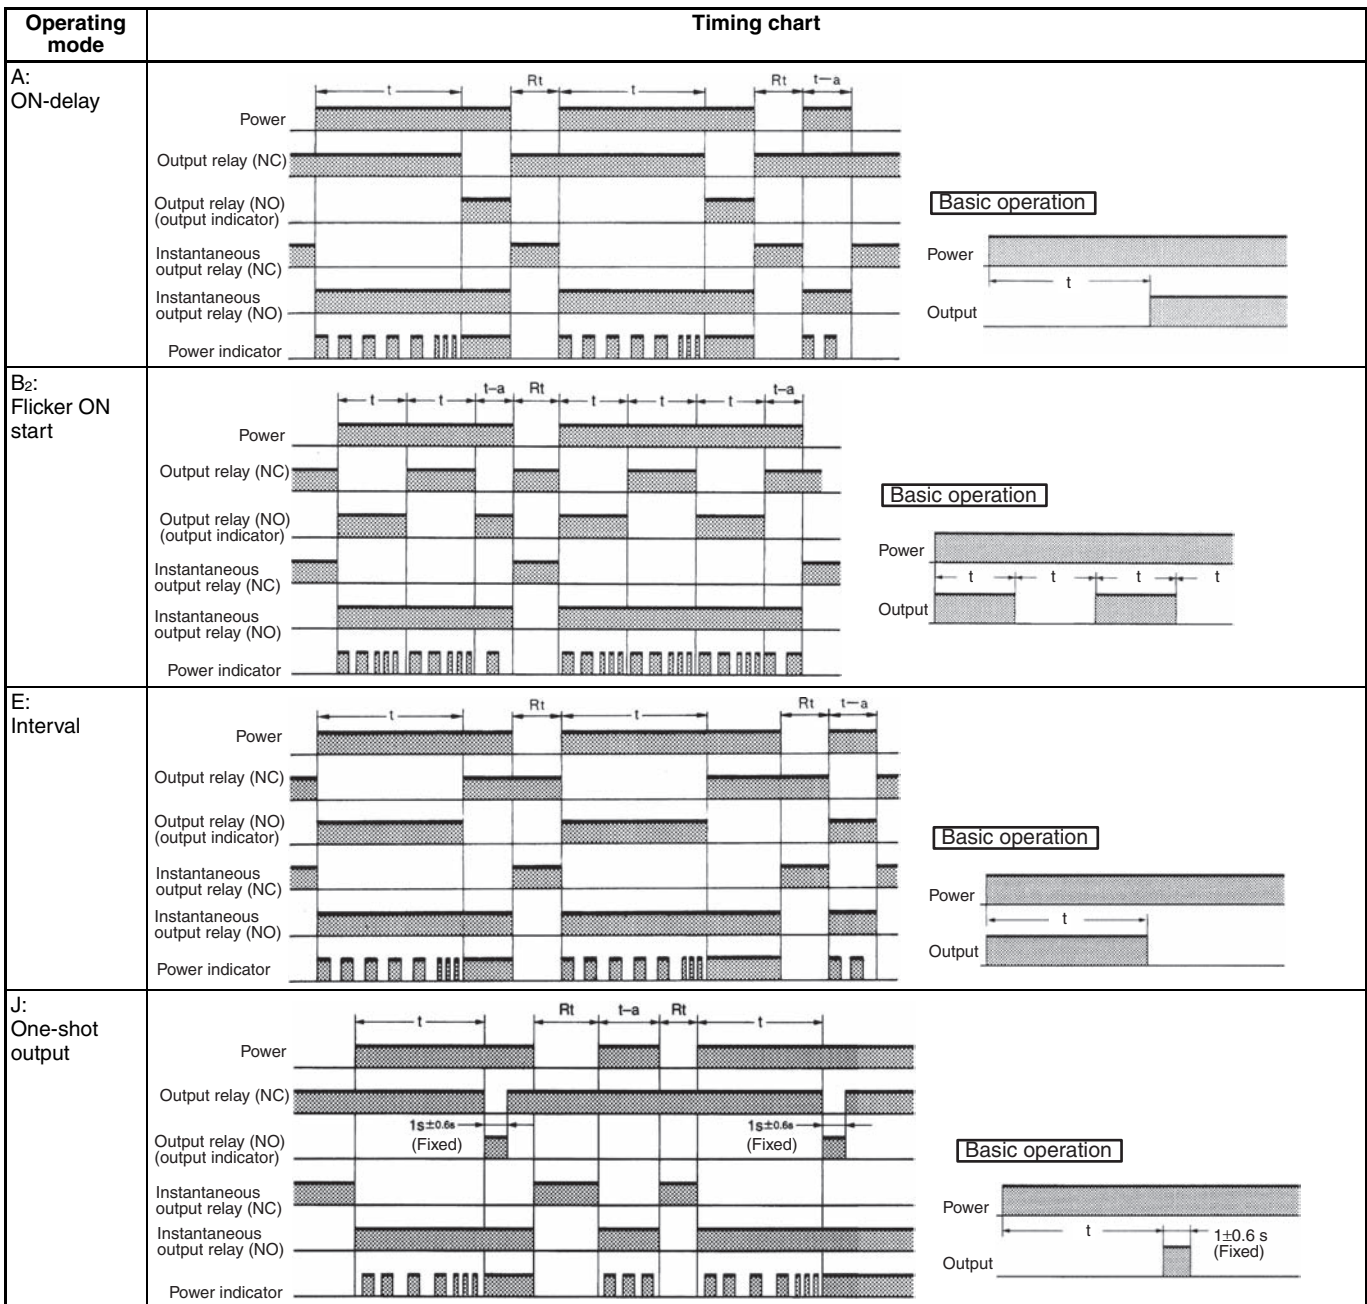 Operating
mode
Timing chart
A:
ON-delay
t
Rt
t
Rt
t–a
Power
Output relay (NC)
Output relay (NO)
(output indicator)
Instantaneous
output relay (NC)
Instantaneous
output relay (NO)
Power indicator
Basic operation
Power
t
Output
B2:
Flicker ON
start
t
t
t–a
Rt
t
t
t
t–a
Power
Output relay (NC)
Output relay (NO)
(output indicator)
Instantaneous
output relay (NC)
Instantaneous
output relay (NO)
Power indicator
Basic operation
Power
t
t
t
t
Output
E:
Interval
t
Rt
t
Rt
t–a
Power
Output relay (NC)
Output relay (NO)
(output indicator)
Instantaneous
output relay (NC)
Instantaneous
output relay (NO)
Power indicator
Basic operation
Power
t
Output
J:
One-shot
output
t
Rt
t–a
Rt
t
Power
Output relay (NC)
1s±0.6s
(Fixed)
1s±0.6s
(Fixed)
Output relay (NO)
(output indicator)
Instantaneous
output relay (NC)
Instantaneous
output relay (NO)
Power indicator
Basic operation
Power
t
1±0.6 s
(Fixed)
Output